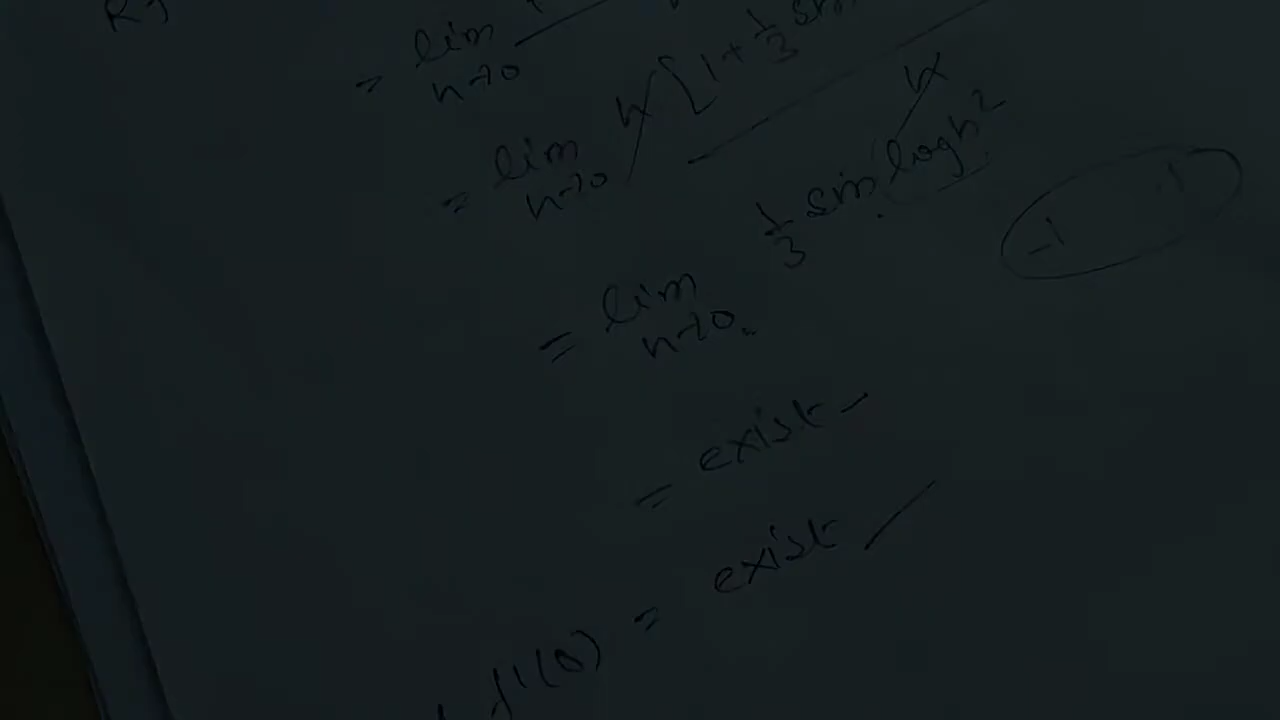 = lim
h→0
= lim h [1 + 1/3 sin
h→0 h
= lim 1/3 sin log h²
h→0
-1 1
= exist
= exist
f'(0) =